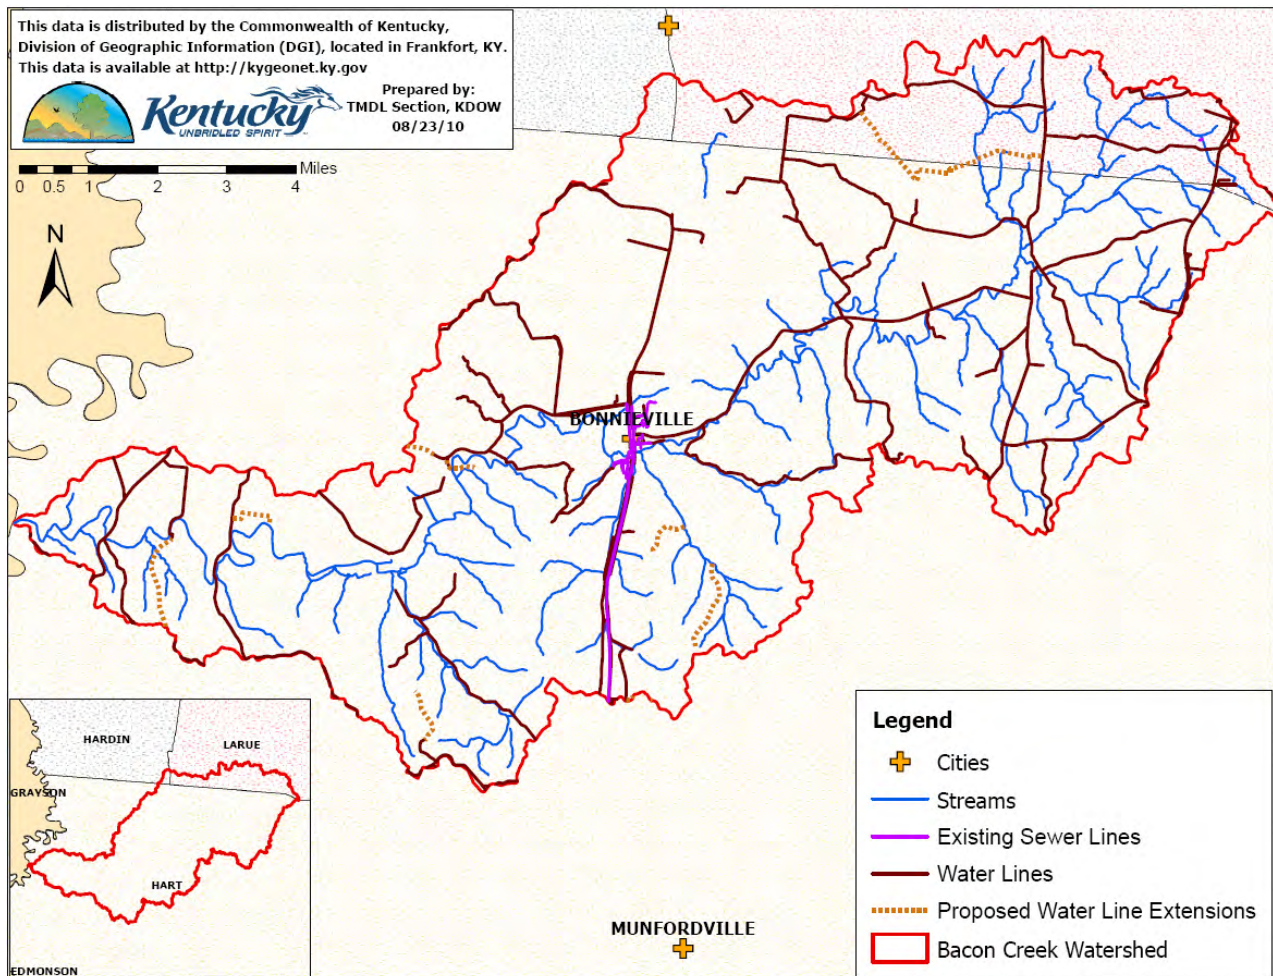 This data is distributed by the Commonwealth of Kentucky,
Division of Geographic Information (DGI), located in Frankfort, KY.
This data is available at http://kygeonet.ky.gov
Kentucky
UNBRIDLED SPIRIT
Prepared by:
TMDL Section, KDOW
08/23/10
Miles
0 0.5 1 2 3 4
N
BONNIEVILLE
MUNFORDVILLE
HARDIN
LARUE
GRAYSON
HART
EDMONSON
Legend
Cities
Streams
Existing Sewer Lines
Water Lines
Proposed Water Line Extensions
Bacon Creek Watershed